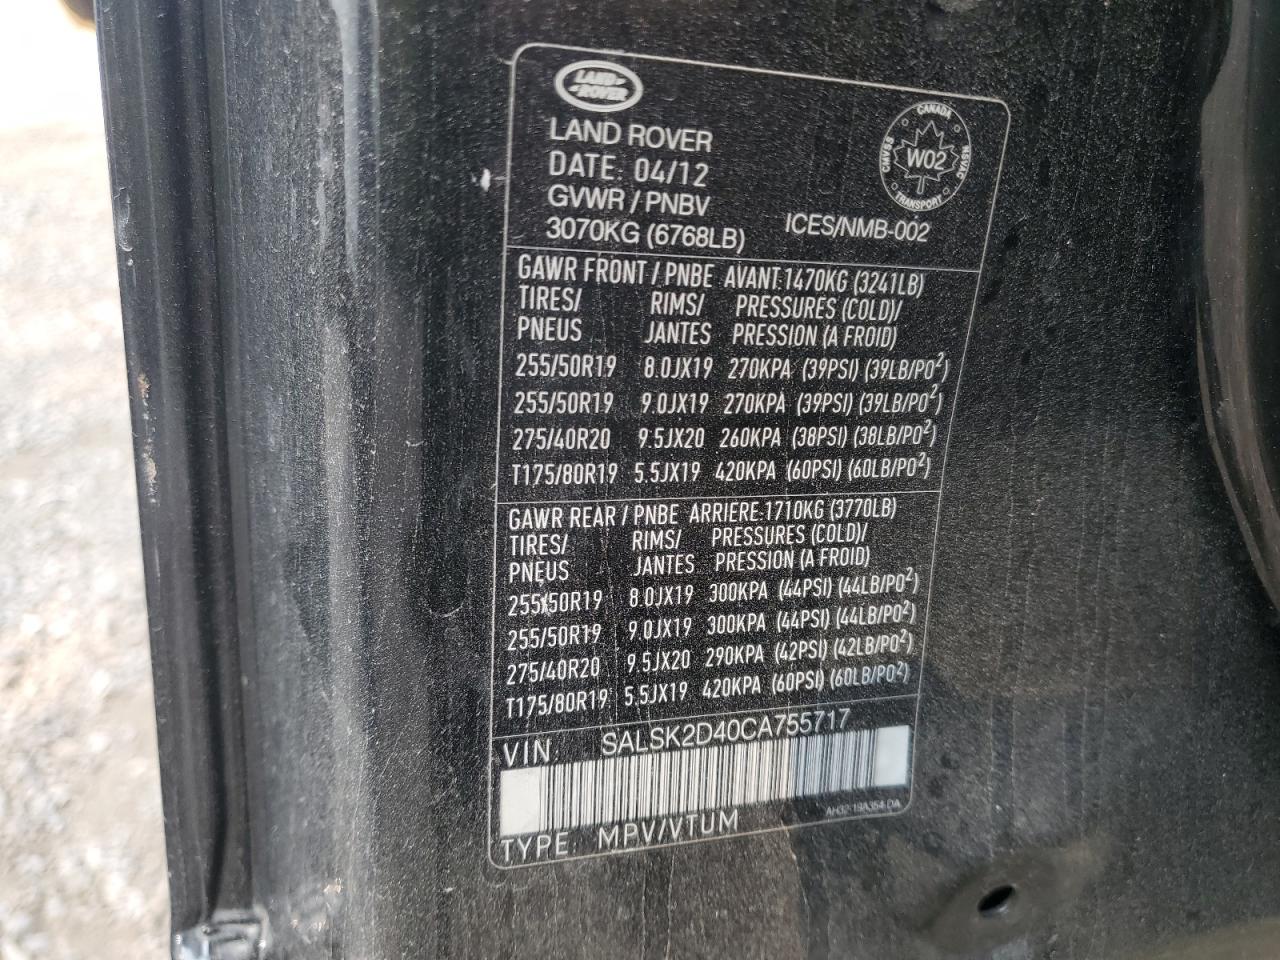 LAND ROVER
LAND ROVER
DATE: 04/12
GVWR / PNBV
3070KG (6768LB)
CANADA
CMVSS NSVAC
W02
TRANSPORT
ICES/NMB-002
GAWR FRONT / PNBE AVANT:1470KG (3241LB)
TIRES/ RIMS/ PRESSURES (COLD)/
PNEUS JANTES PRESSION (A FROID)
255/50R19 8.0JX19 270KPA (39PSI) (39LB/PO²)
255/50R19 9.0JX19 270KPA (39PSI) (39LB/PO²)
275/40R20 9.5JX20 260KPA (38PSI) (38LB/PO²)
T175/80R19 5.5JX19 420KPA (60PSI) (60LB/PO²)
GAWR REAR / PNBE ARRIERE:1710KG (3770LB)
TIRES/ RIMS/ PRESSURES (COLD)/
PNEUS JANTES PRESSION (A FROID)
255/50R19 8.0JX19 300KPA (44PSI) (44LB/PO²)
255/50R19 9.0JX19 300KPA (44PSI) (44LB/PO²)
275/40R20 9.5JX20 290KPA (42PSI) (42LB/PO²)
T175/80R19 5.5JX19 420KPA (60PSI) (60LB/PO²)
VIN: SALSK2D40CA755717
AH32-19A354-DA
TYPE: MPV/VTUM